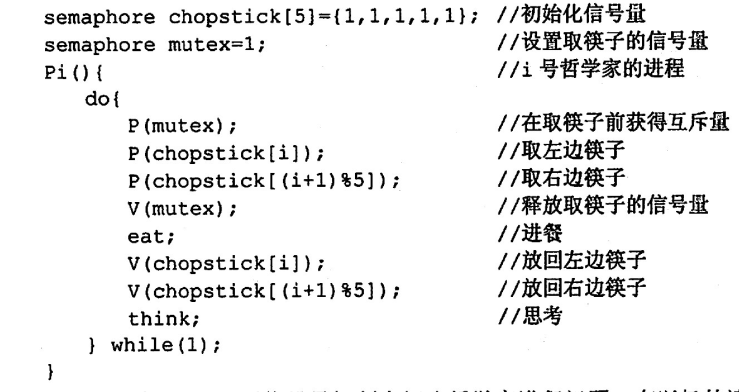 semaphore chopstick[5]={1,1,1,1,1}; //初始化信号量
semaphore mutex=1; //设置取筷子的信号量
Pi(){ //i 号哲学家的进程
do{
P(mutex); //在取筷子前获得互斥量
P(chopstick[i]); //取左边筷子
P(chopstick[(i+1)%5]); //取右边筷子
V(mutex); //释放取筷子的信号量
eat; //进餐
V(chopstick[i]); //放回左边筷子
V(chopstick[(i+1)%5]); //放回右边筷子
think; //思考
} while(1);
}